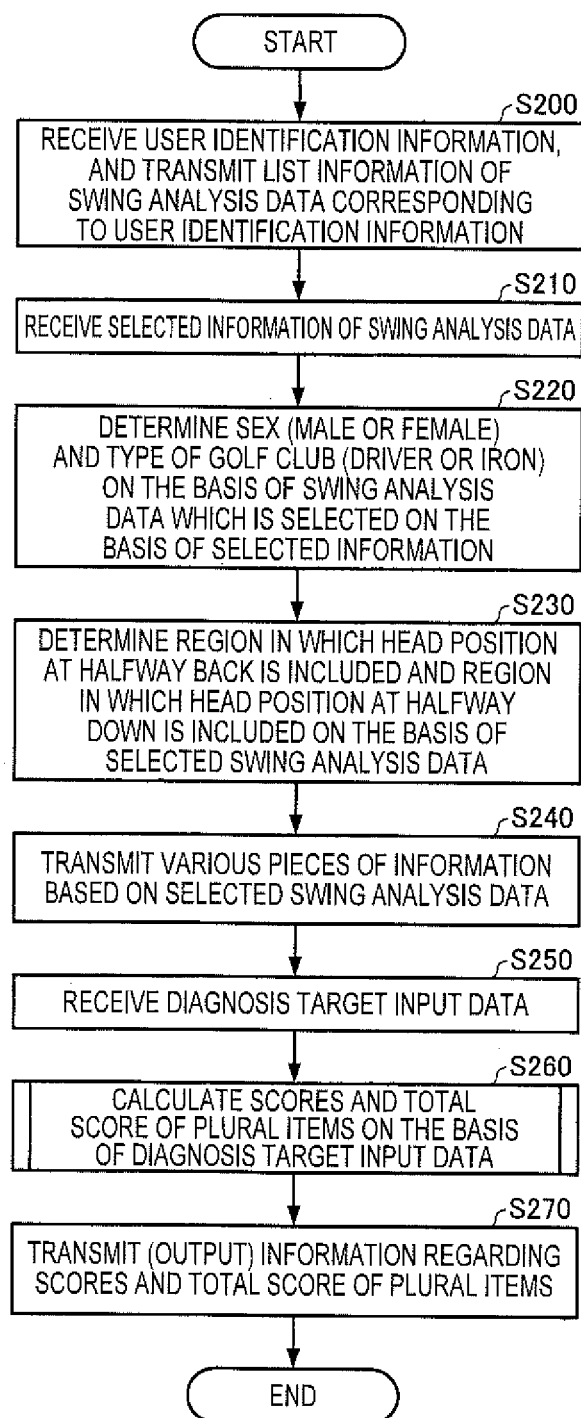 START
S200
RECEIVE USER IDENTIFICATION INFORMATION,
AND TRANSMIT LIST INFORMATION OF
SWING ANALYSIS DATA CORRESPONDING
TO USER IDENTIFICATION INFORMATION
S210
RECEIVE SELECTED INFORMATION OF SWING ANALYSIS DATA
S220
DETERMINE SEX (MALE OR FEMALE)
AND TYPE OF GOLF CLUB (DRIVER OR IRON)
ON THE BASIS OF SWING ANALYSIS
DATA WHICH IS SELECTED ON THE
BASIS OF SELECTED INFORMATION
S230
DETERMINE REGION IN WHICH HEAD POSITION
AT HALFWAY BACK IS INCLUDED AND REGION
IN WHICH HEAD POSITION AT HALFWAY
DOWN IS INCLUDED ON THE BASIS OF
SELECTED SWING ANALYSIS DATA
S240
TRANSMIT VARIOUS PIECES OF INFORMATION
BASED ON SELECTED SWING ANALYSIS DATA
S250
RECEIVE DIAGNOSIS TARGET INPUT DATA
S260
CALCULATE SCORES AND TOTAL
SCORE OF PLURAL ITEMS ON THE BASIS
OF DIAGNOSIS TARGET INPUT DATA
S270
TRANSMIT (OUTPUT) INFORMATION REGARDING
SCORES AND TOTAL SCORE OF PLURAL ITEMS
END